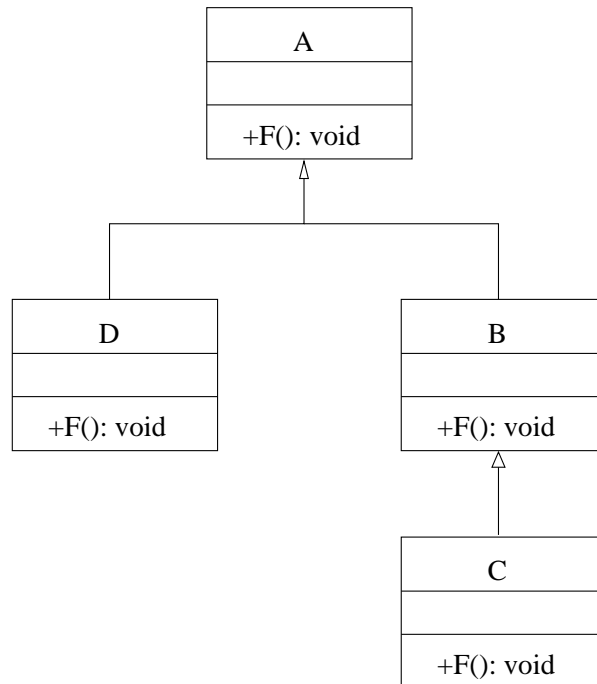 A
+F(): void
D
+F(): void
B
+F(): void
C
+F(): void